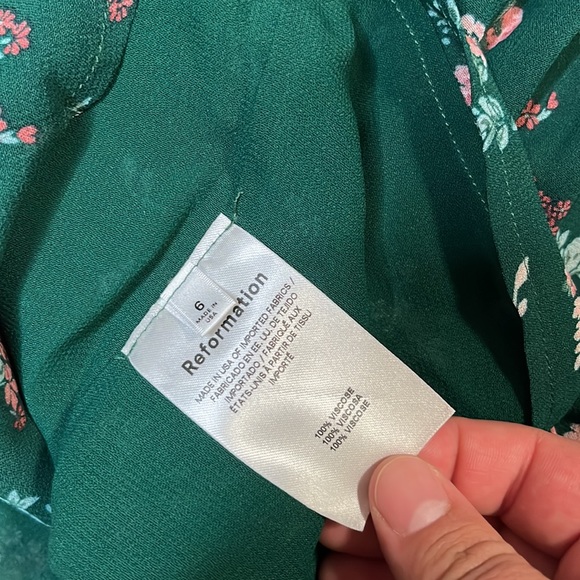 6
MADE IN
USA
Reformation
MADE IN USA OF IMPORTED FABRICS /
FABRICADO EN EE. UU- DE TEJIDO
IMPORTADO / FABRIQUÉ AUX
ÉTATS UNIS À PARTIR DE TISSU
IMPORTÉ
100% VISCOSE
100% VISCOSA
100% VISCOSE